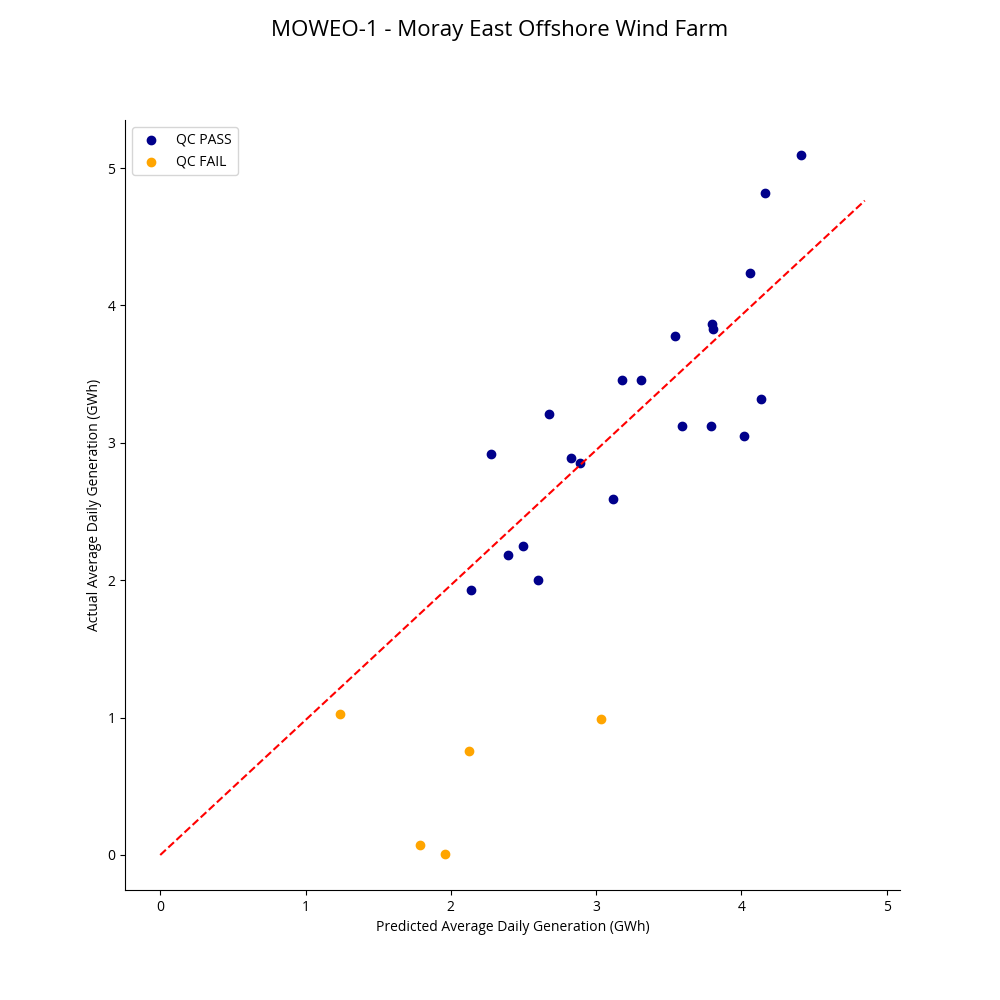 MOWEO-1 - Moray East Offshore Wind Farm
QC PASS
QC FAIL
5
4
3
2
1
0
Actual Average Daily Generation (GWh)
0 1 2 3 4 5
Predicted Average Daily Generation (GWh)